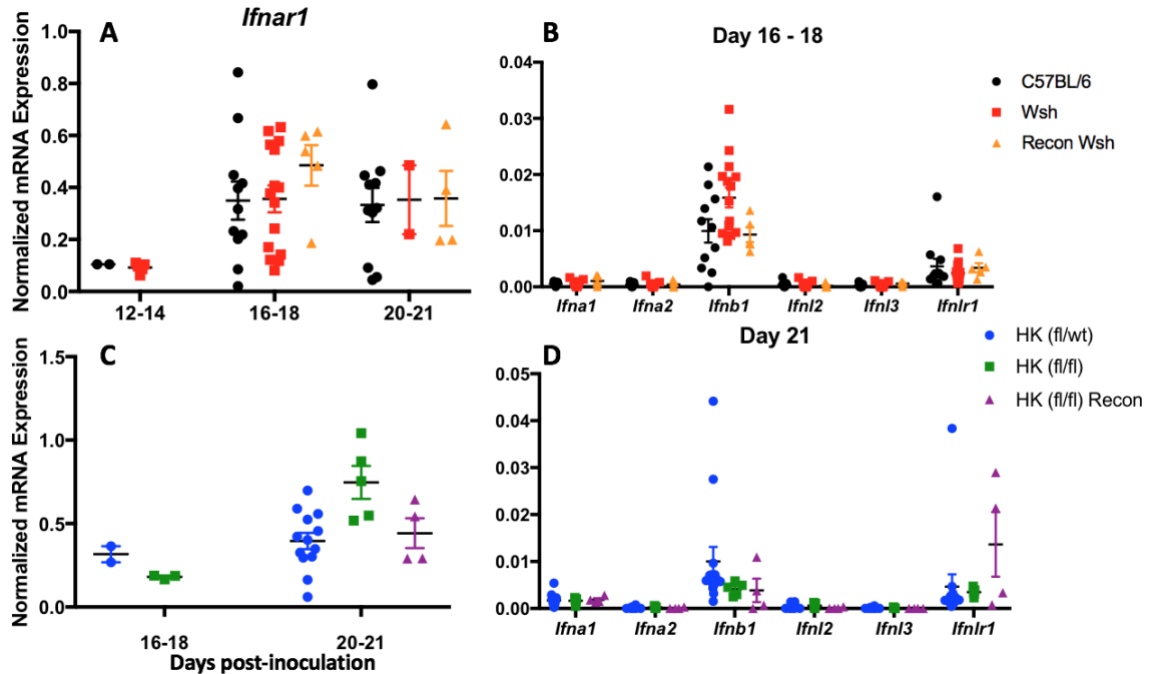 Ifnar1
A
Normalized mRNA Expression
1.0
0.8
0.6
0.4
0.2
0.0
12-14
16-18
20-21
B
Day 16 - 18
0.04
0.03
0.02
0.01
0.00
Ifna1
Ifna2
Ifnb1
Ifnl2
Ifnl3
Ifnlr1
C57BL/6
Wsh
Recon Wsh
C
Normalized mRNA Expression
1.5
1.0
0.5
0.0
16-18
20-21
Days post-inoculation
D
Day 21
0.05
0.04
0.03
0.02
0.01
0.00
Ifna1
Ifna2
Ifnb1
Ifnl2
Ifnl3
Ifnlr1
HK (fl/wt)
HK (fl/fl)
HK (fl/fl) Recon